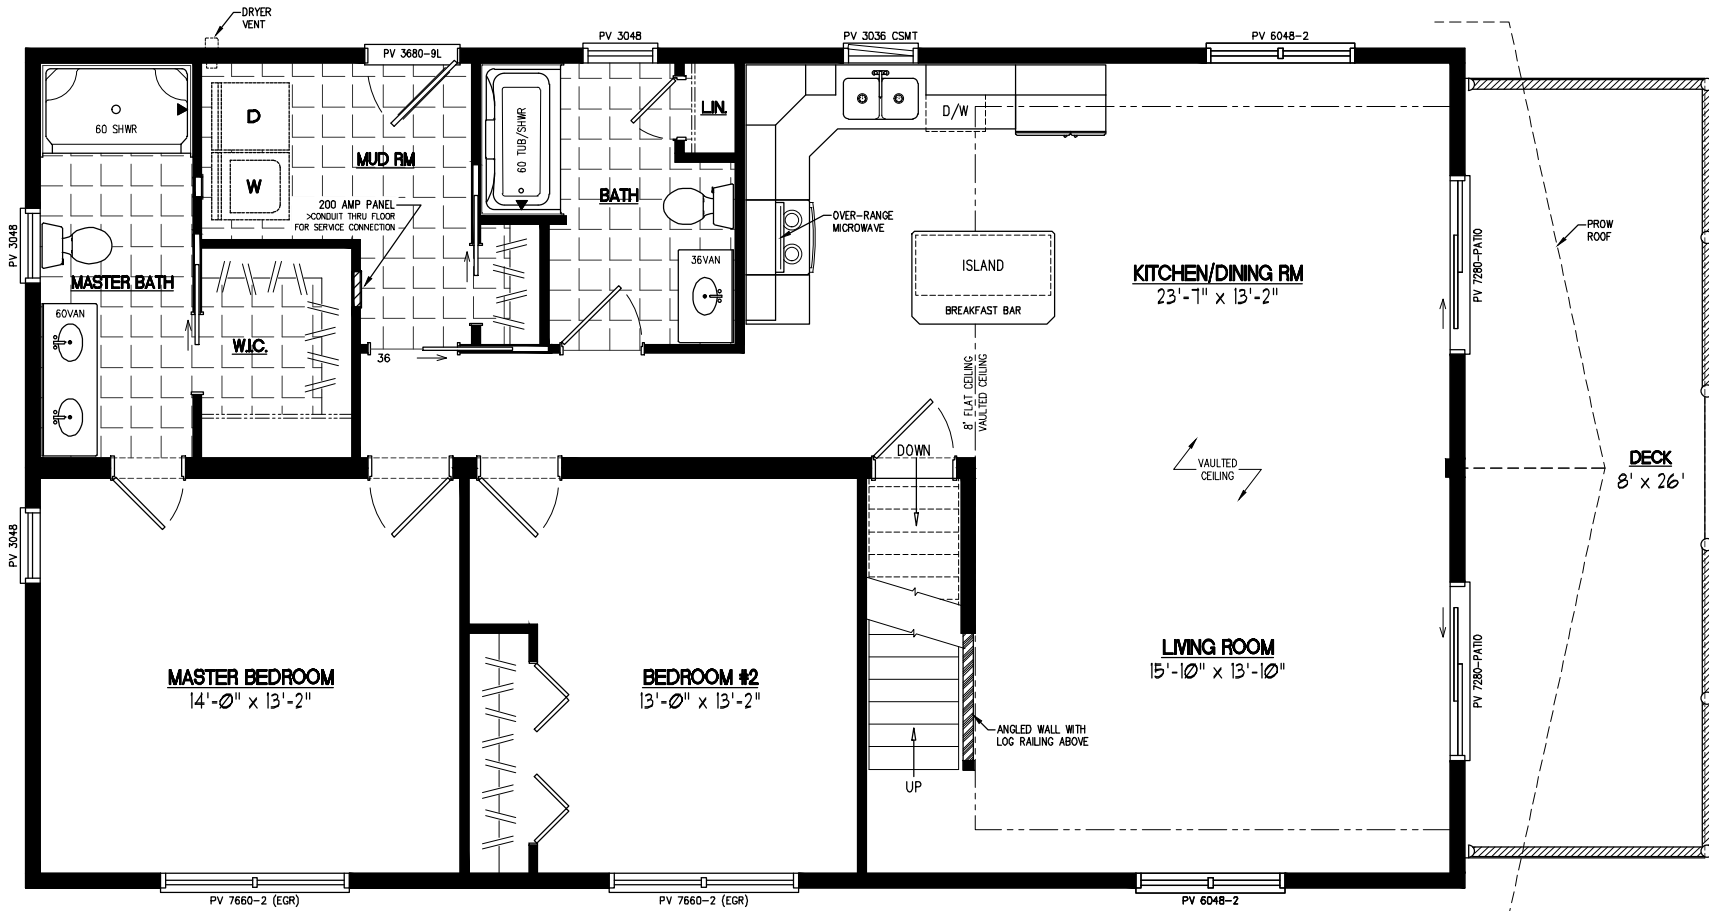 DRYER
VENT
PV 3680-9L
PV 3048
PV 3036 CSMT
PV 6048-2
60 SHWR
D
W
MUD RM
200 AMP PANEL
>CONDUIT THRU FLOOR
FOR SERVICE CONNECTION
60 TUB/SHWR
LIN.
BATH
36VAN
D/W
OVER-RANGE
MICROWAVE
ISLAND
BREAKFAST BAR
KITCHEN/DINING RM
23'-7" x 13'-2"
PV 7280-PATIO
PROW
ROOF
PV 3048
MASTER BATH
60VAN
W.I.C.
36
8' FLAT CEILING
VAULTED CEILING
DOWN
VAULTED
CEILING
DECK
8' x 26'
PV 3048
MASTER BEDROOM
14'-0" x 13'-2"
BEDROOM #2
13'-0" x 13'-2"
LIVING ROOM
15'-10" x 13'-10"
PV 7280-PATIO
ANGLED WALL WITH
LOG RAILING ABOVE
UP
PV 7660-2 (EGR)
PV 7660-2 (EGR)
PV 6048-2